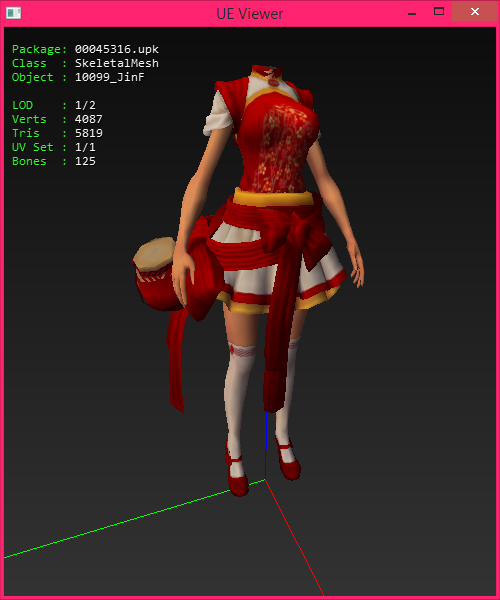 UE Viewer
Package: 00045316.upk
Class : SkeletalMesh
Object : 10099_JinF
LOD : 1/2
Verts : 4087
Tris : 5819
UV Set : 1/1
Bones : 125